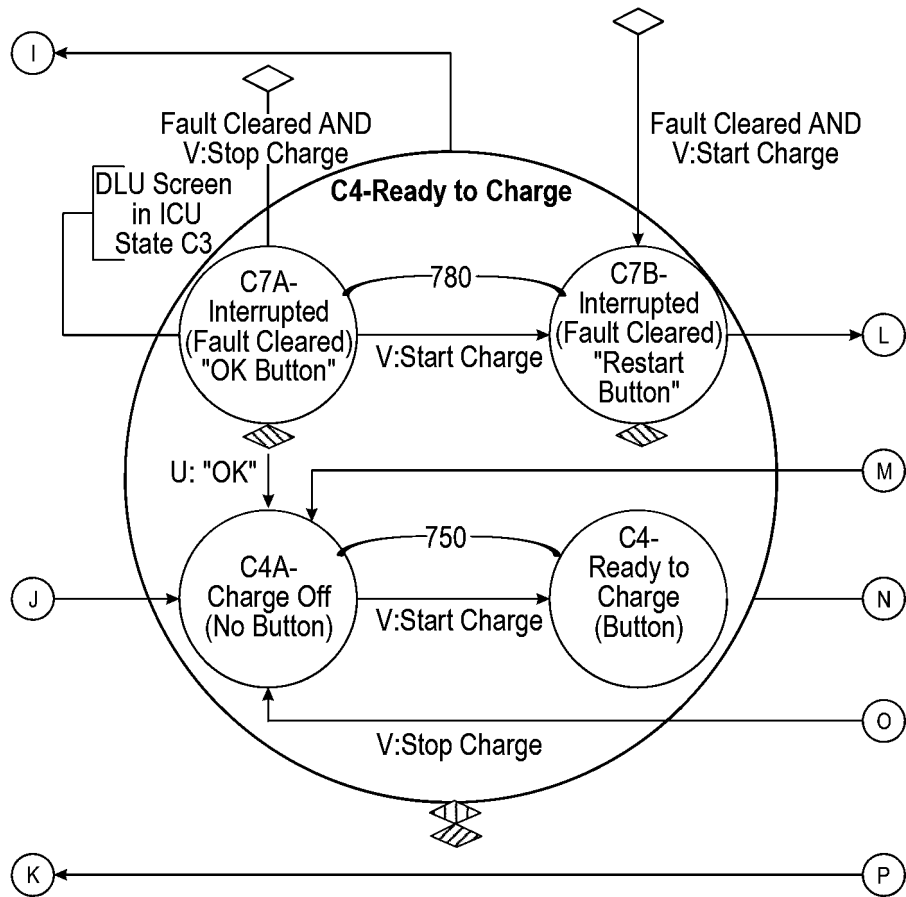 I
Fault Cleared AND
V:Stop Charge
Fault Cleared AND
V:Start Charge
DLU Screen
in ICU
State C3
C4-Ready to Charge
C7A-
Interrupted
(Fault Cleared)
"OK Button"
780
V:Start Charge
C7B-
Interrupted
(Fault Cleared)
"Restart
Button"
L
U: "OK"
M
J
C4A-
Charge Off
(No Button)
750
V:Start Charge
C4-
Ready to
Charge
(Button)
N
V:Stop Charge
O
K
P